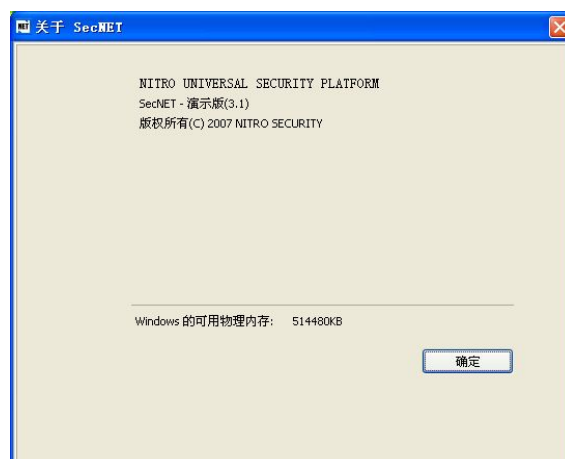 关于 SecNET
NITRO UNIVERSAL SECURITY PLATFORM
SecNET - 演示版(3.1)
版权所有(C) 2007 NITRO SECURITY
Windows 的可用物理内存: 514480KB
确定